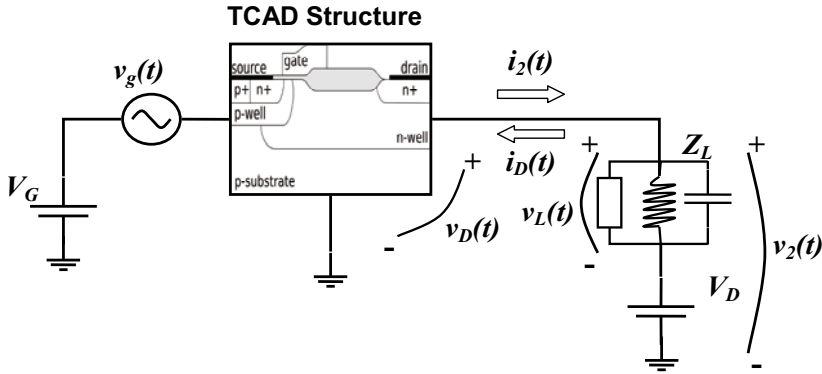 TCAD Structure
v_g(t)
source
gate
drain
p+
n+
n+
p-well
n-well
p-substrate
i_2(t)
i_D(t)
+
+
+
Z_L
V_G
v_D(t)
v_L(t)
v_2(t)
-
-
V_D
-